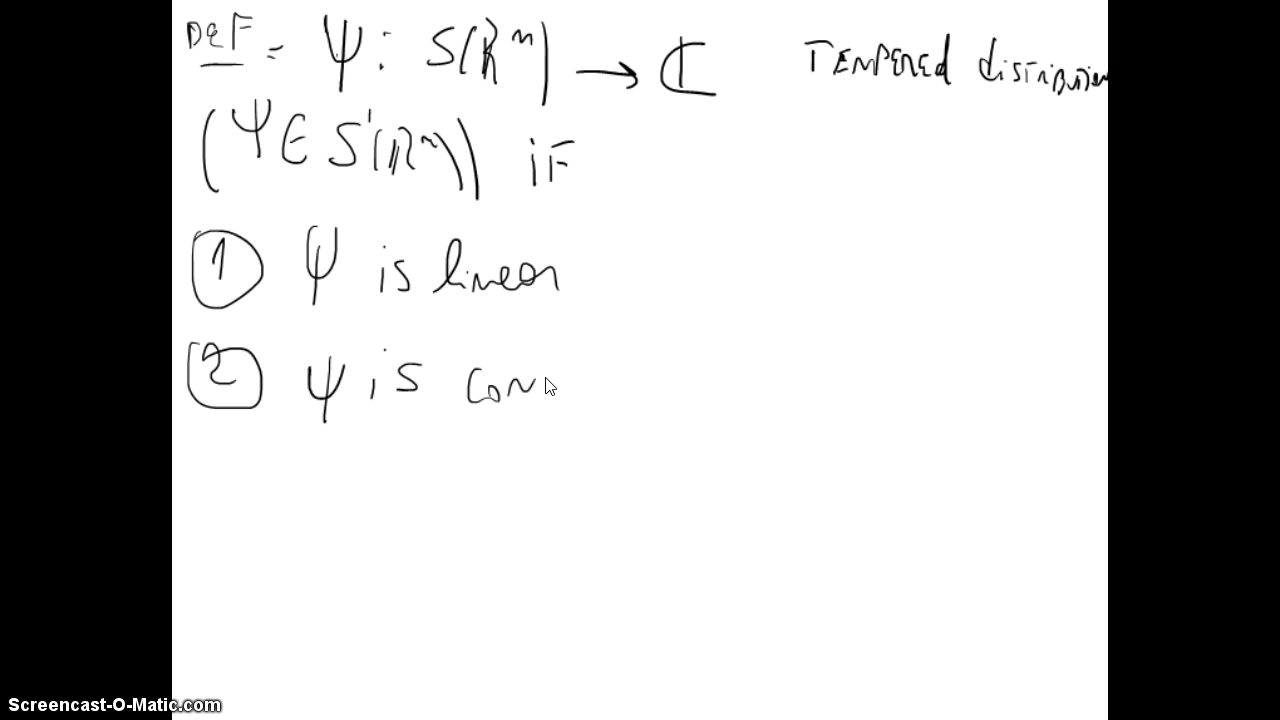 DEF = Ψ: S(ℝⁿ) → ℂ TEMPERED distribution
(Ψ ∈ S'(ℝⁿ)) iF
① Ψ is linear
② Ψ is con
Screencast-O-Matic.com